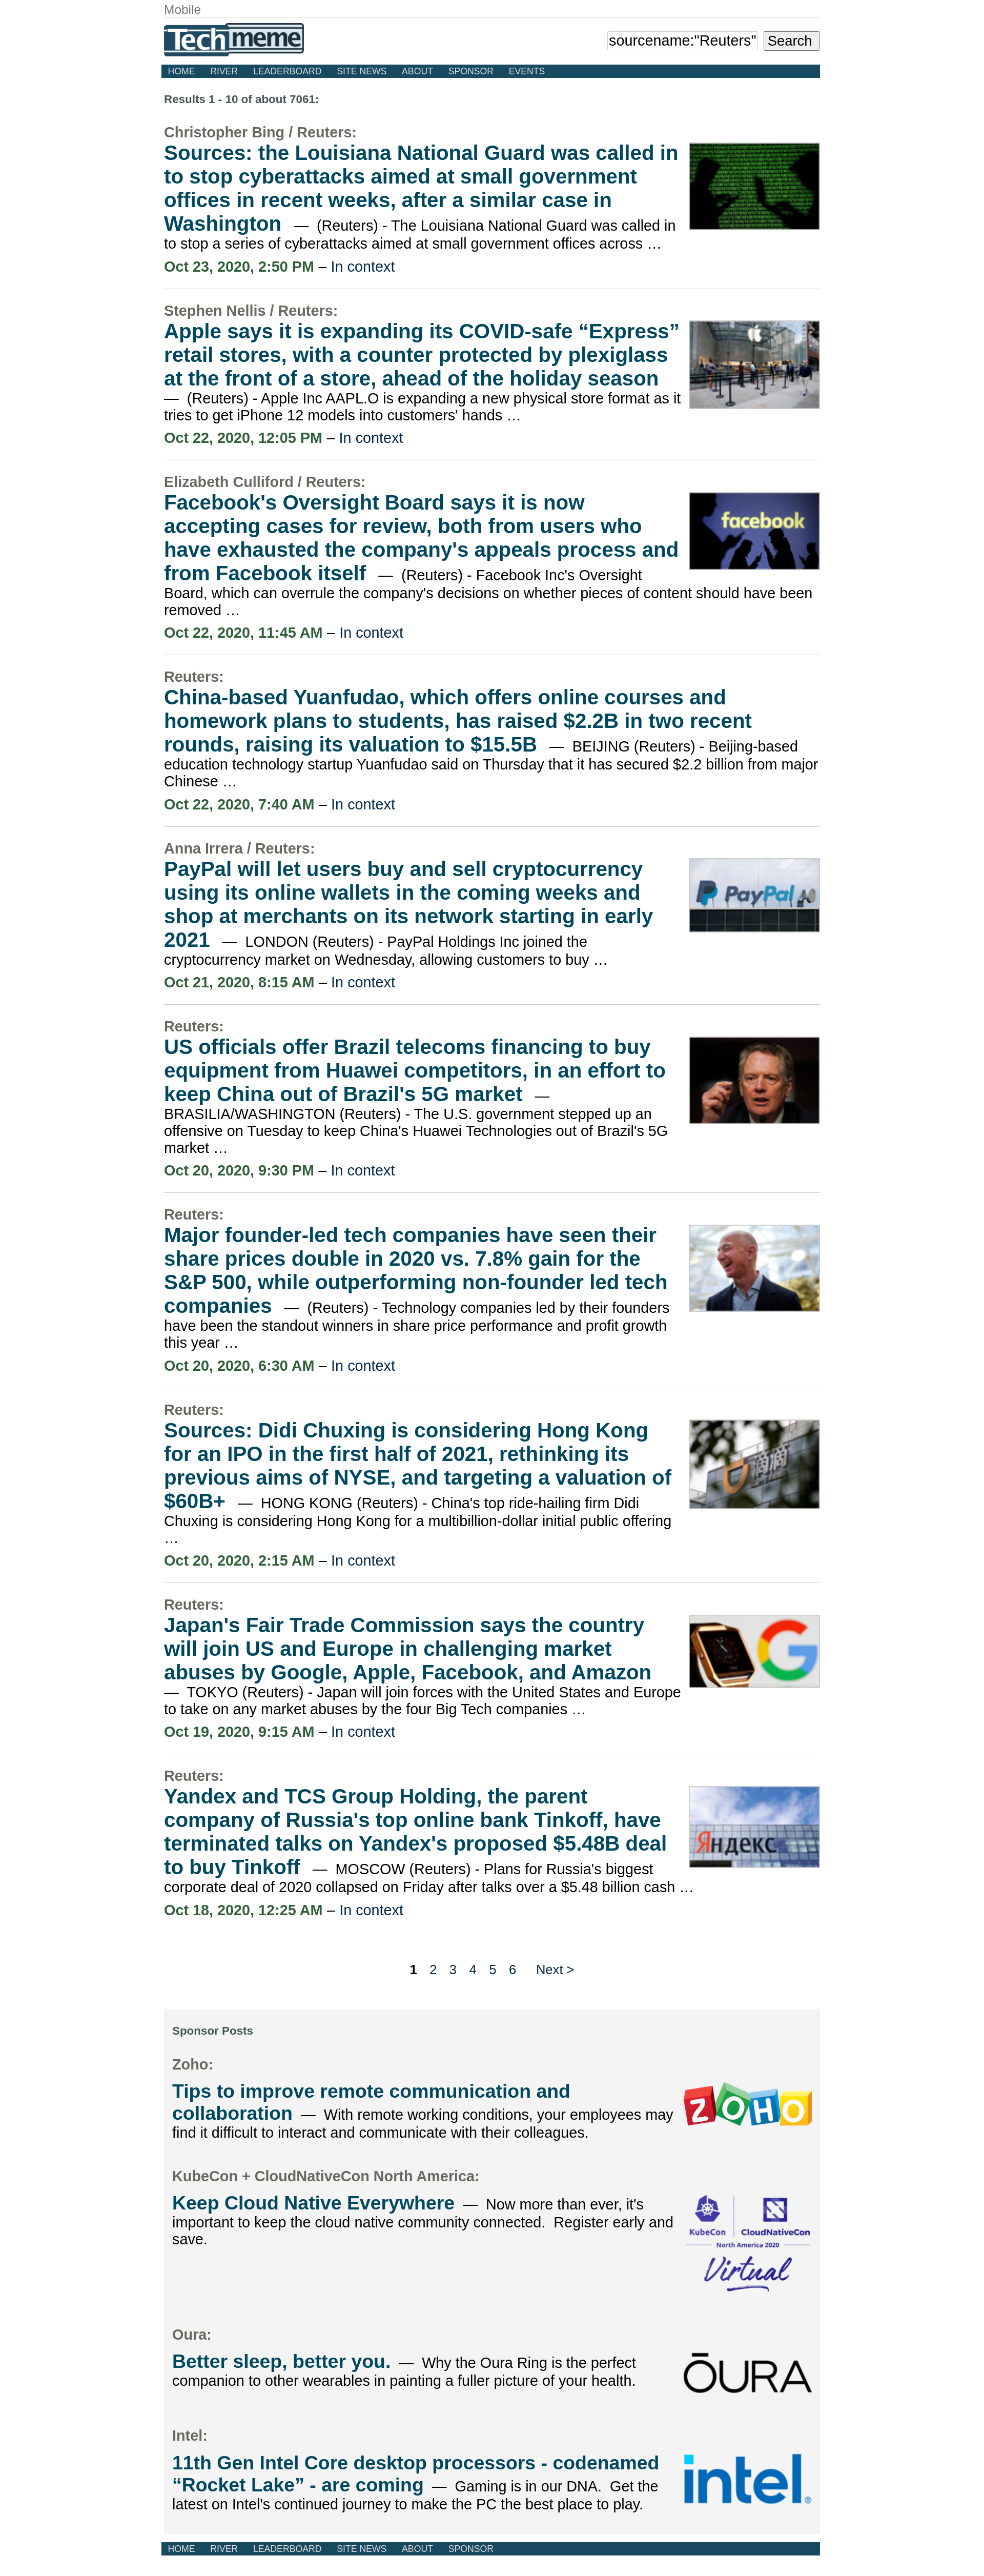 Mobile
Techmeme
sourcename:"Reuters" Search
HOME RIVER LEADERBOARD SITE NEWS ABOUT SPONSOR EVENTS
Results 1 - 10 of about 7061:
Christopher Bing / Reuters:
Sources: the Louisiana National Guard was called in
to stop cyberattacks aimed at small government
offices in recent weeks, after a similar case in
Washington — (Reuters) - The Louisiana National Guard was called in
to stop a series of cyberattacks aimed at small government offices across …
Oct 23, 2020, 2:50 PM – In context
Stephen Nellis / Reuters:
Apple says it is expanding its COVID-safe “Express”
retail stores, with a counter protected by plexiglass
at the front of a store, ahead of the holiday season
— (Reuters) - Apple Inc AAPL.O is expanding a new physical store format as it
tries to get iPhone 12 models into customers' hands …
Oct 22, 2020, 12:05 PM – In context
Elizabeth Culliford / Reuters:
Facebook's Oversight Board says it is now
accepting cases for review, both from users who
have exhausted the company's appeals process and
from Facebook itself — (Reuters) - Facebook Inc's Oversight
Board, which can overrule the company's decisions on whether pieces of content should have been
removed …
facebook
Oct 22, 2020, 11:45 AM – In context
Reuters:
China-based Yuanfudao, which offers online courses and
homework plans to students, has raised $2.2B in two recent
rounds, raising its valuation to $15.5B — BEIJING (Reuters) - Beijing-based
education technology startup Yuanfudao said on Thursday that it has secured $2.2 billion from major
Chinese …
Oct 22, 2020, 7:40 AM – In context
Anna Irrera / Reuters:
PayPal will let users buy and sell cryptocurrency
using its online wallets in the coming weeks and
shop at merchants on its network starting in early
2021 — LONDON (Reuters) - PayPal Holdings Inc joined the
cryptocurrency market on Wednesday, allowing customers to buy …
PayPal
Oct 21, 2020, 8:15 AM – In context
Reuters:
US officials offer Brazil telecoms financing to buy
equipment from Huawei competitors, in an effort to
keep China out of Brazil's 5G market —
BRASILIA/WASHINGTON (Reuters) - The U.S. government stepped up an
offensive on Tuesday to keep China's Huawei Technologies out of Brazil's 5G
market …
Oct 20, 2020, 9:30 PM – In context
Reuters:
Major founder-led tech companies have seen their
share prices double in 2020 vs. 7.8% gain for the
S&P 500, while outperforming non-founder led tech
companies — (Reuters) - Technology companies led by their founders
have been the standout winners in share price performance and profit growth
this year …
Oct 20, 2020, 6:30 AM – In context
Reuters:
Sources: Didi Chuxing is considering Hong Kong
for an IPO in the first half of 2021, rethinking its
previous aims of NYSE, and targeting a valuation of
$60B+ — HONG KONG (Reuters) - China's top ride-hailing firm Didi
Chuxing is considering Hong Kong for a multibillion-dollar initial public offering
…
滴滴
Oct 20, 2020, 2:15 AM – In context
Reuters:
Japan's Fair Trade Commission says the country
will join US and Europe in challenging market
abuses by Google, Apple, Facebook, and Amazon
— TOKYO (Reuters) - Japan will join forces with the United States and Europe
to take on any market abuses by the four Big Tech companies …
Oct 19, 2020, 9:15 AM – In context
Reuters:
Yandex and TCS Group Holding, the parent
company of Russia's top online bank Tinkoff, have
terminated talks on Yandex's proposed $5.48B deal
to buy Tinkoff — MOSCOW (Reuters) - Plans for Russia's biggest
corporate deal of 2020 collapsed on Friday after talks over a $5.48 billion cash …
Яндекс
Oct 18, 2020, 12:25 AM – In context
1 2 3 4 5 6 Next >
Sponsor Posts
Zoho:
Tips to improve remote communication and
collaboration — With remote working conditions, your employees may
find it difficult to interact and communicate with their colleagues.
ZOHO
KubeCon + CloudNativeCon North America:
Keep Cloud Native Everywhere — Now more than ever, it's
important to keep the cloud native community connected. Register early and
save.
KubeCon CloudNativeCon
North America 2020
Virtual
Oura:
Better sleep, better you. — Why the Oura Ring is the perfect
companion to other wearables in painting a fuller picture of your health.
ŌURA
Intel:
11th Gen Intel Core desktop processors - codenamed
“Rocket Lake” - are coming — Gaming is in our DNA. Get the
latest on Intel's continued journey to make the PC the best place to play.
intel®
HOME RIVER LEADERBOARD SITE NEWS ABOUT SPONSOR